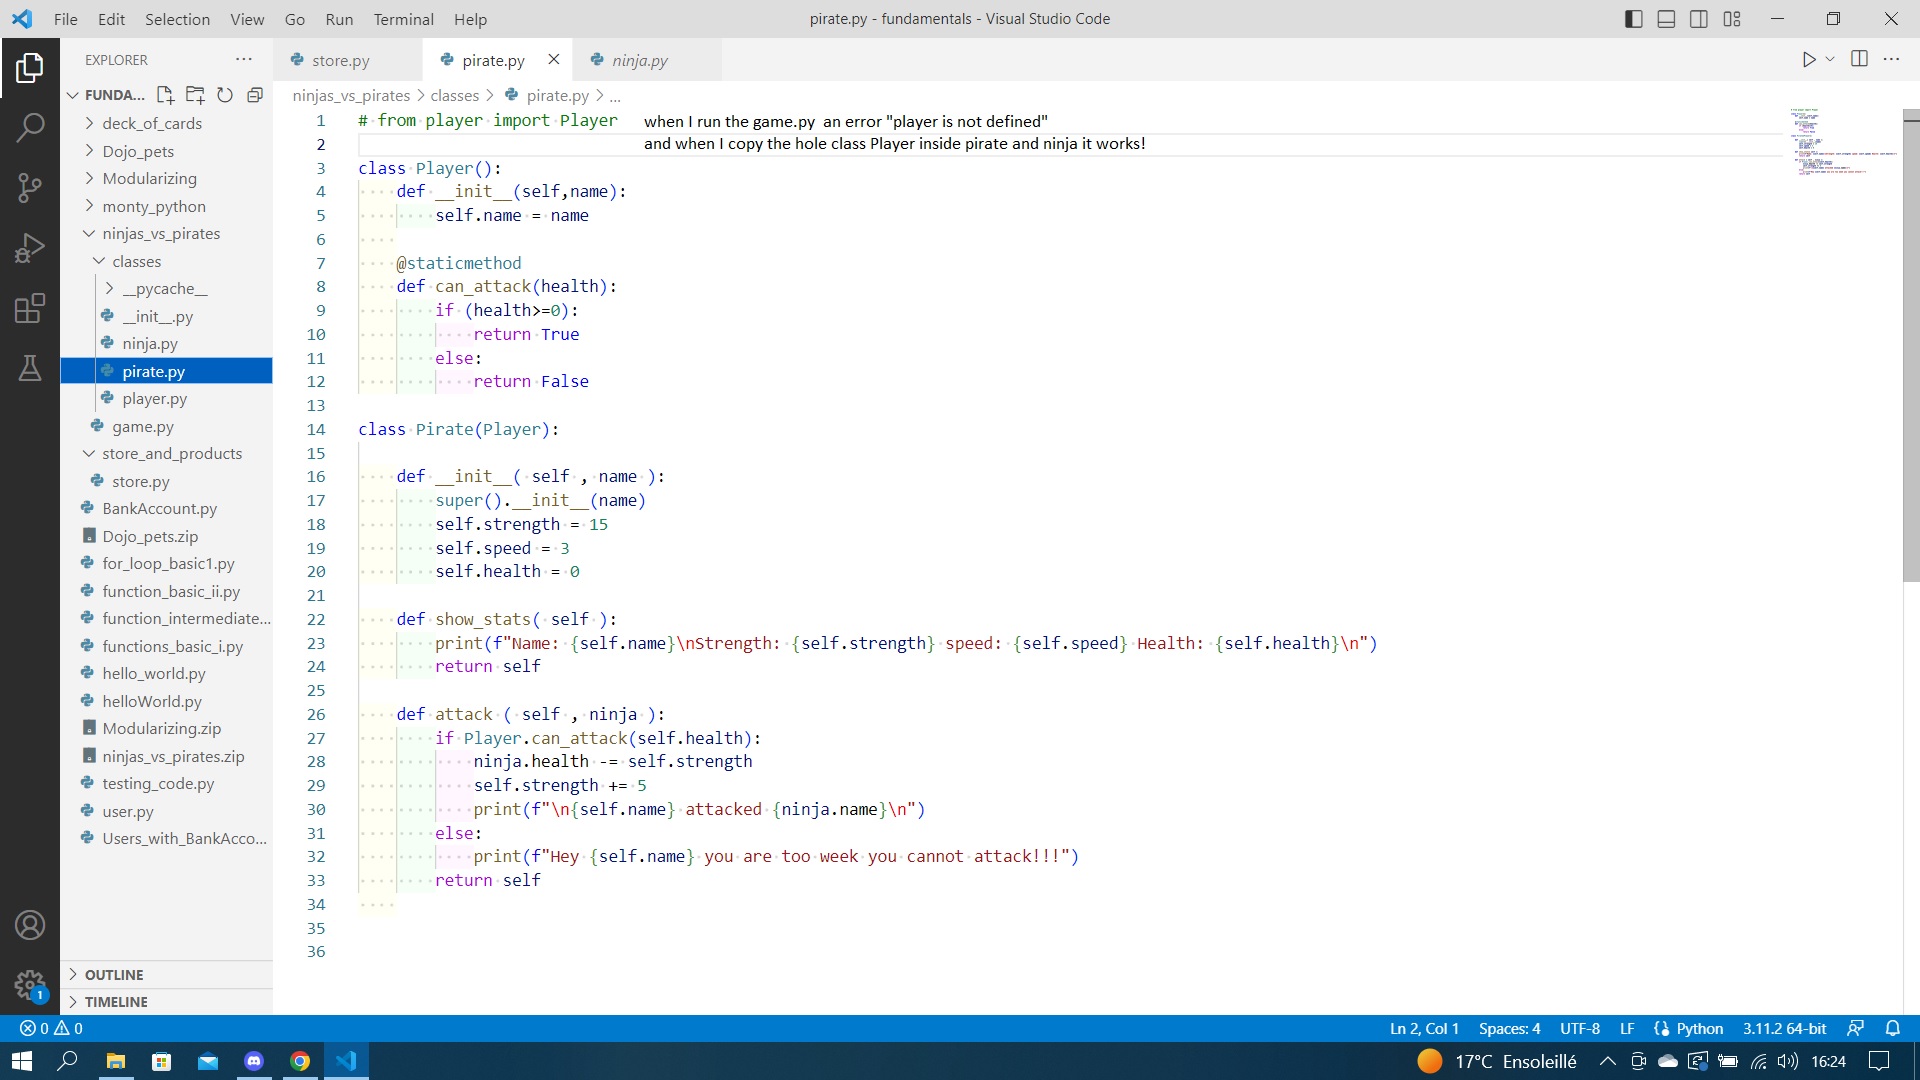 File Edit Selection View Go Run Terminal Help
pirate.py - fundamentals - Visual Studio Code
EXPLORER
FUNDA...
deck_of_cards
Dojo_pets
Modularizing
monty_python
ninjas_vs_pirates
classes
__pycache__
__init__.py
ninja.py
pirate.py
player.py
game.py
store_and_products
store.py
BankAccount.py
Dojo_pets.zip
for_loop_basic1.py
function_basic_ii.py
function_intermediate...
functions_basic_i.py
hello_world.py
helloWorld.py
Modularizing.zip
ninjas_vs_pirates.zip
testing_code.py
user.py
Users_with_BankAcco...
OUTLINE
TIMELINE
store.py pirate.py ninja.py
ninjas_vs_pirates > classes > pirate.py > ...
1 # from player import Player when I run the game.py an error "player is not defined"
2 and when I copy the hole class Player inside pirate and ninja it works!
3 class Player():
4 def __init__(self,name):
5 self.name = name
6
7 @staticmethod
8 def can_attack(health):
9 if (health>=0):
10 return True
11 else:
12 return False
13
14 class Pirate(Player):
15
16 def __init__( self , name ):
17 super().__init__(name)
18 self.strength = 15
19 self.speed = 3
20 self.health = 0
21
22 def show_stats( self ):
23 print(f"Name: {self.name}\nStrength: {self.strength} speed: {self.speed} Health: {self.health}\n")
24 return self
25
26 def attack ( self , ninja ):
27 if Player.can_attack(self.health):
28 ninja.health -= self.strength
29 self.strength += 5
30 print(f"\n{self.name} attacked {ninja.name}\n")
31 else:
32 print(f"Hey {self.name} you are too week you cannot attack!!!")
33 return self
34
35
36
1
0 0 Ln 2, Col 1 Spaces: 4 UTF-8 LF Python 3.11.2 64-bit
17°C Ensoleillé 16:24